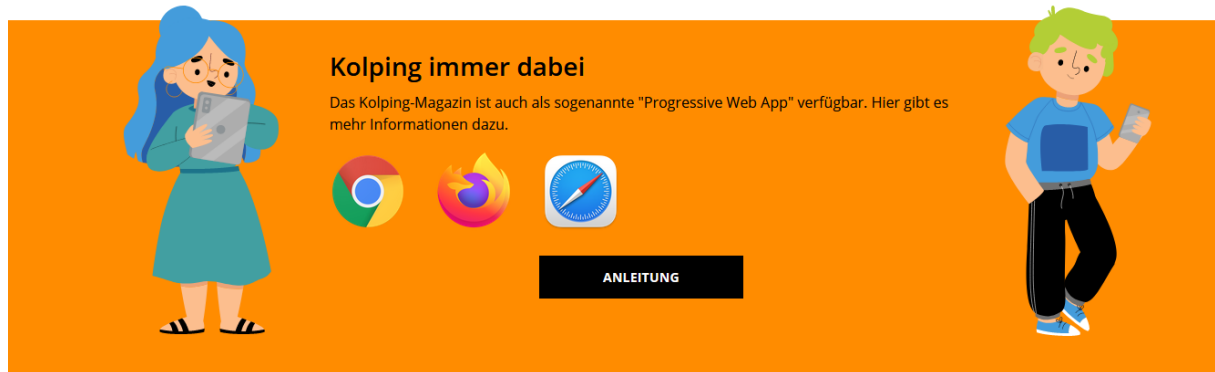 Kolping immer dabei
Das Kolping-Magazin ist auch als sogenannte "Progressive Web App" verfügbar. Hier gibt es
mehr Informationen dazu.
ANLEITUNG